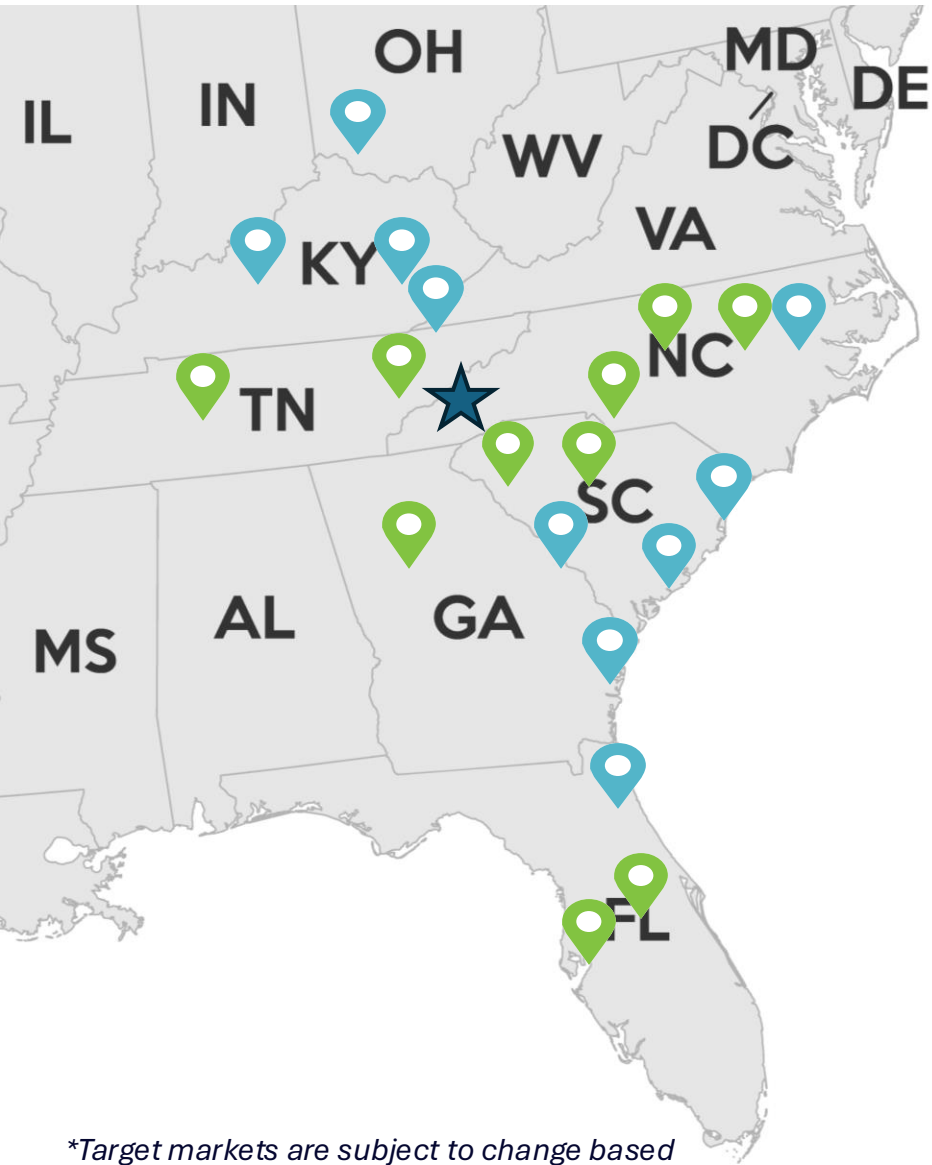 OH
MD
DE
IN
IL
DC
WV
VA
KY
NC
TN
SC
GA
AL
MS
FL
*Target markets are subject to change based